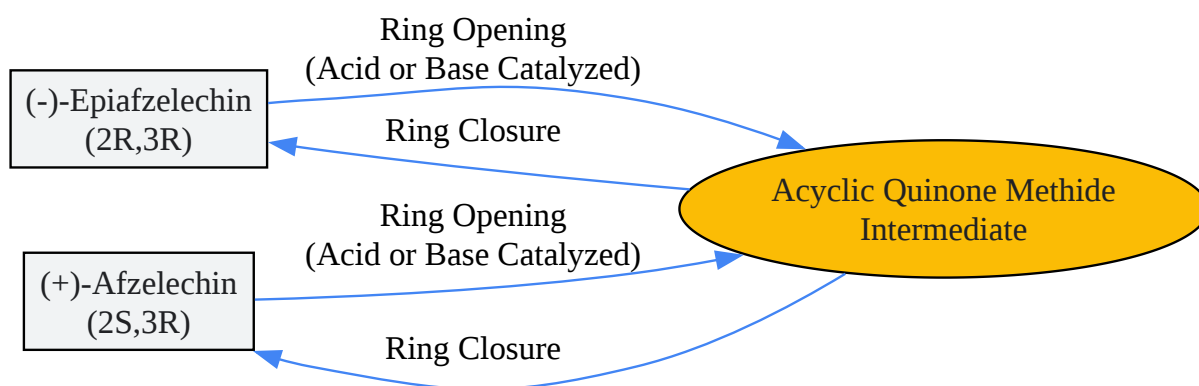 Ring Opening
(Acid or Base Catalyzed)
(-)-Epiafzelechin
(2R,3R)
Ring Closure
Acyclic Quinone Methide
Intermediate
Ring Opening
(Acid or Base Catalyzed)
(+)-Afzelechin
(2S,3R)
Ring Closure